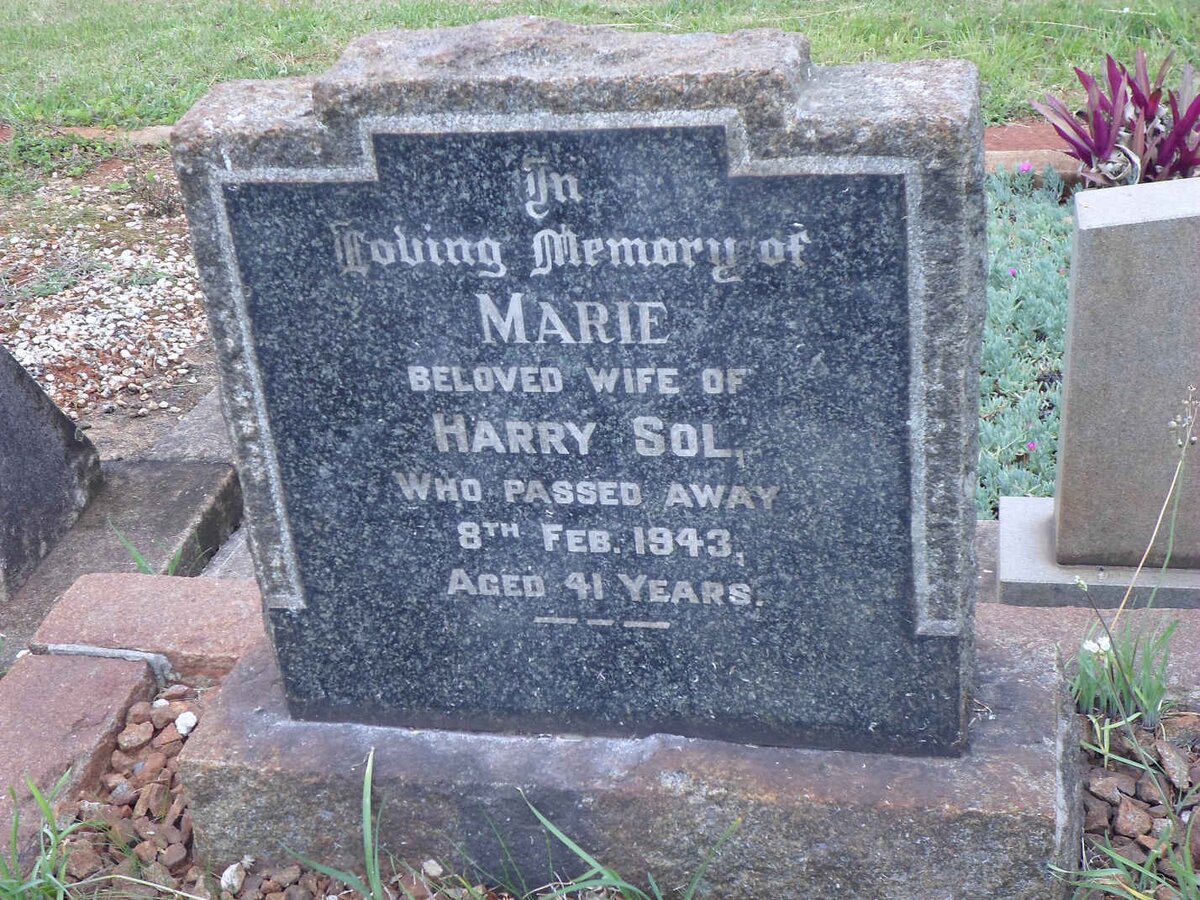 In
Loving Memory of
MARIE
BELOVED WIFE OF
HARRY SOL,
WHO PASSED AWAY
8TH FEB. 1943,
AGED 41 YEARS.